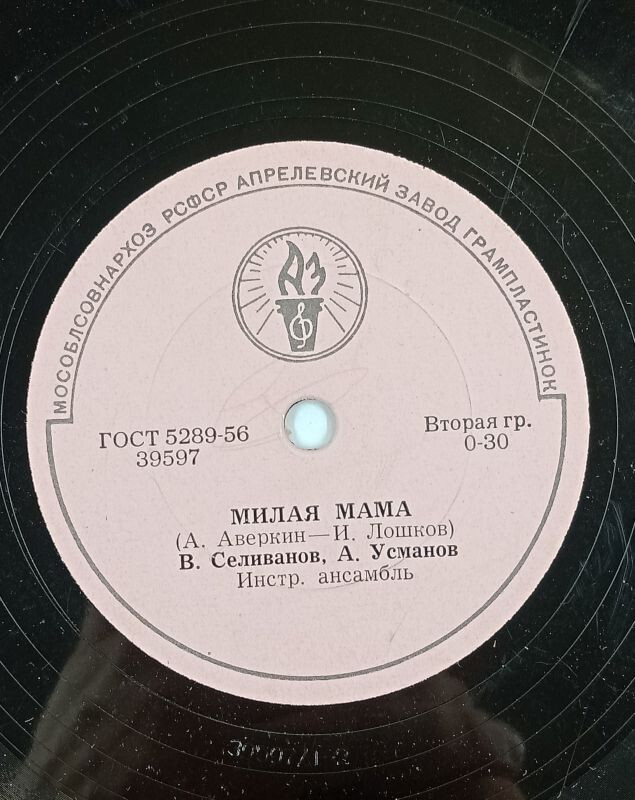 МОСОБЛСОВНАРХОЗ РСФСР АПРЕЛЕВСКИЙ ЗАВОД ГРАМПЛАСТИНОК
АЗ
ГОСТ 5289-56
39597
Вторая гр.
0-30
МИЛАЯ МАМА
(А. Аверкин—И. Лошков)
В. Селиванов, А. Усманов
Инстр. ансамбль